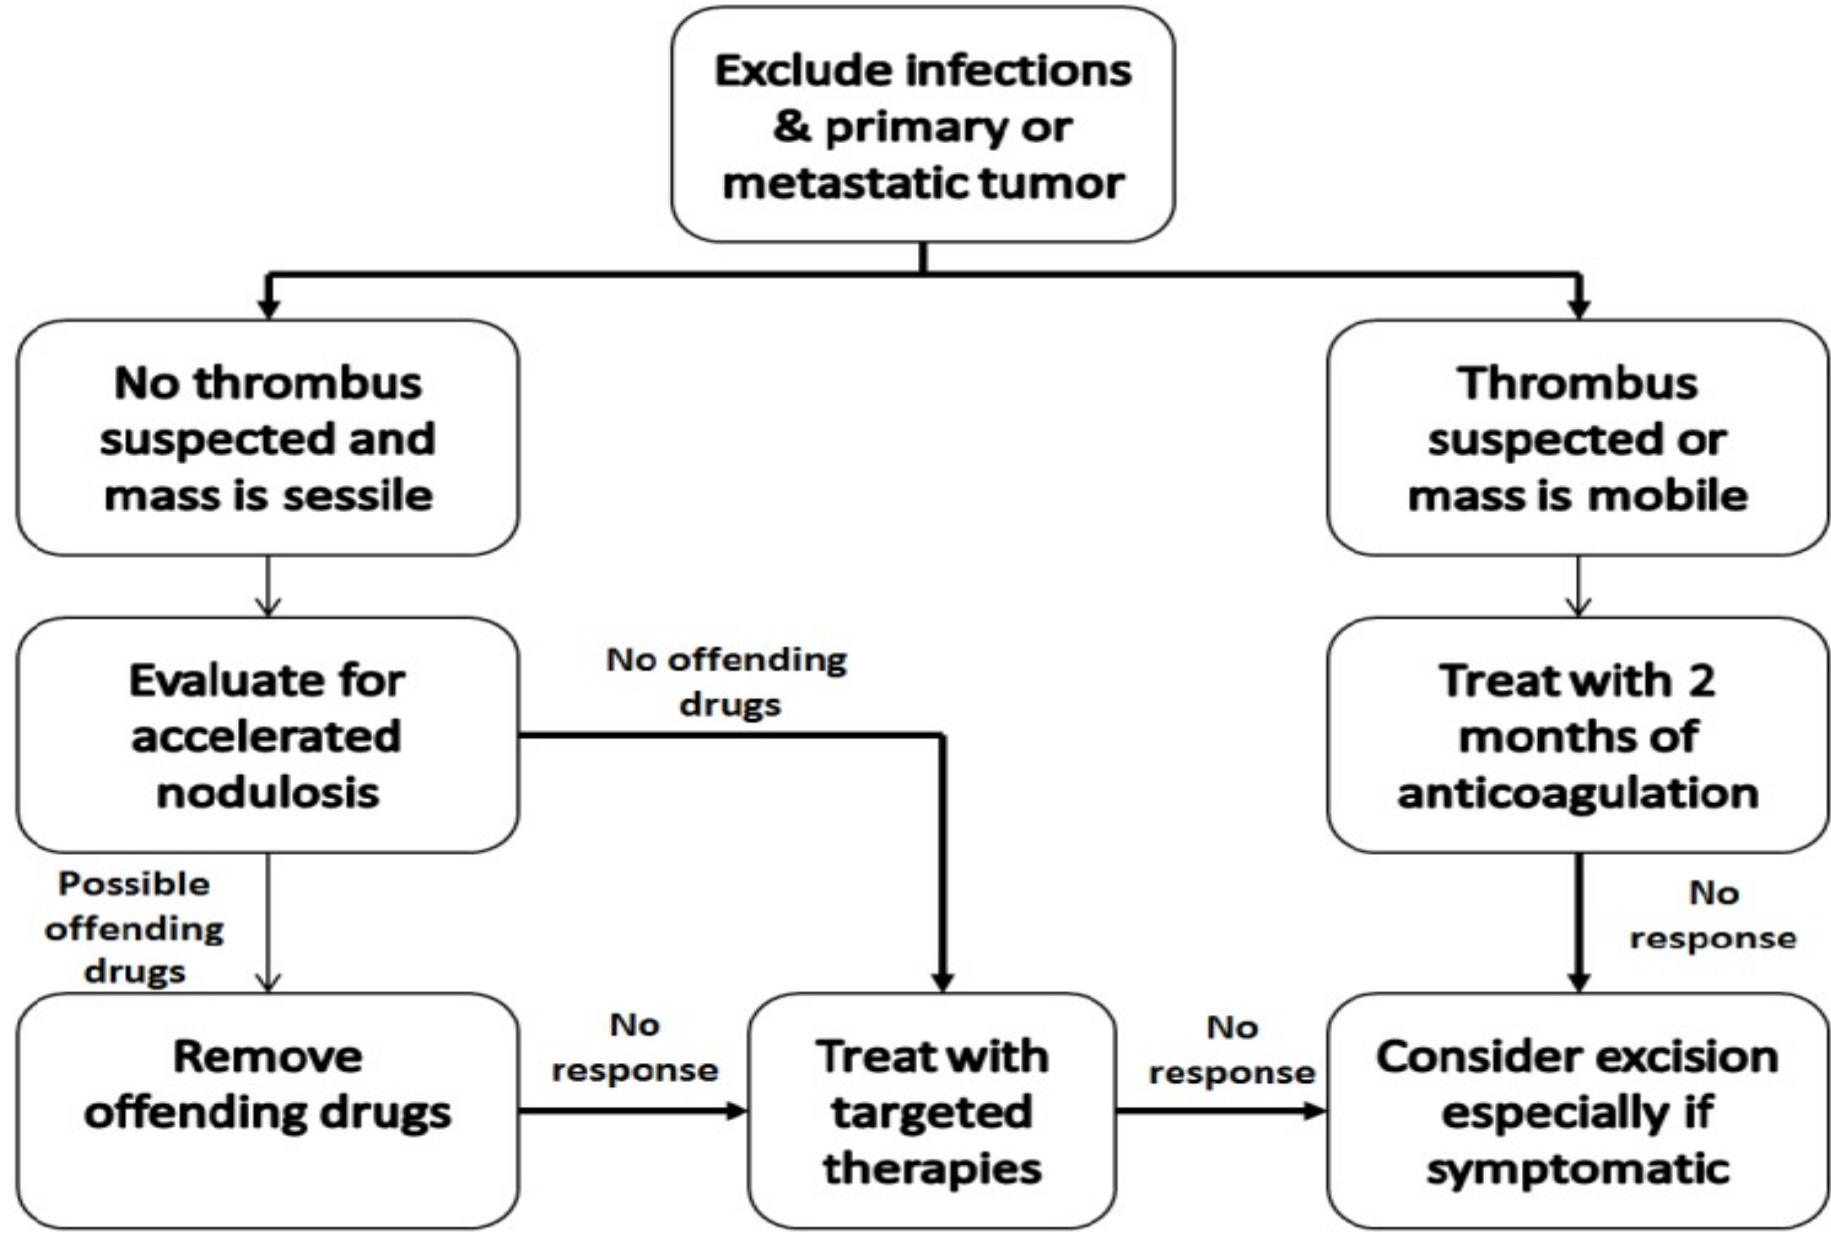 Exclude infections
& primary or
metastatic tumor
No thrombus
suspected and
mass is sessile
Thrombus
suspected or
mass is mobile
Evaluate for
accelerated
nodulosis
No offending
drugs
Treat with 2
months of
anticoagulation
Possible
offending
drugs
No
response
Remove
offending drugs
No
response
Treat with
targeted
therapies
No
response
Consider excision
especially if
symptomatic